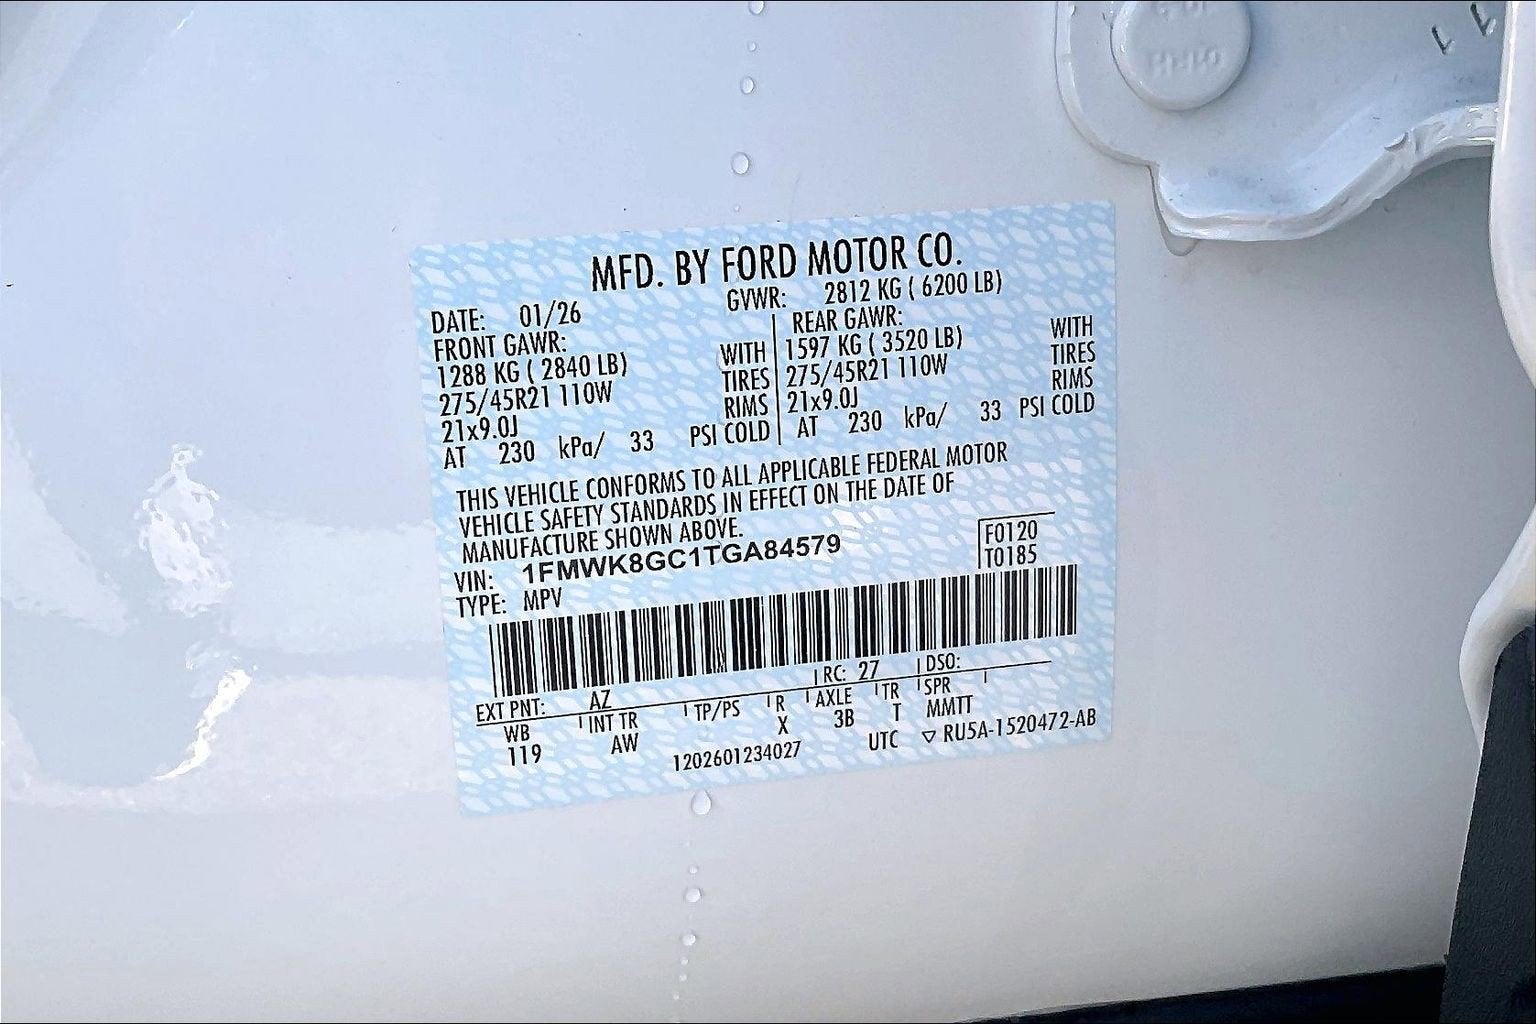 MFD. BY FORD MOTOR CO.
DATE: 01/26 GVWR: 2812 KG ( 6200 LB)
FRONT GAWR: REAR GAWR:
1288 KG ( 2840 LB) WITH 1597 KG ( 3520 LB) WITH
275/45R21 110W TIRES 275/45R21 110W TIRES
21x9.0J RIMS 21x9.0J RIMS
AT 230 kPa/ 33 PSI COLD AT 230 kPa/ 33 PSI COLD
THIS VEHICLE CONFORMS TO ALL APPLICABLE FEDERAL MOTOR
VEHICLE SAFETY STANDARDS IN EFFECT ON THE DATE OF
MANUFACTURE SHOWN ABOVE.
VIN: 1FMWK8GC1TGA84579 F0120
TYPE: MPV T0185
EXT PNT: AZ RC: 27 DSO:
WB INT TR TP/PS R AXLE TR SPR
119 AW X 3B T MMTT
1202601234027 UTC ▽ RU5A-1520472-AB